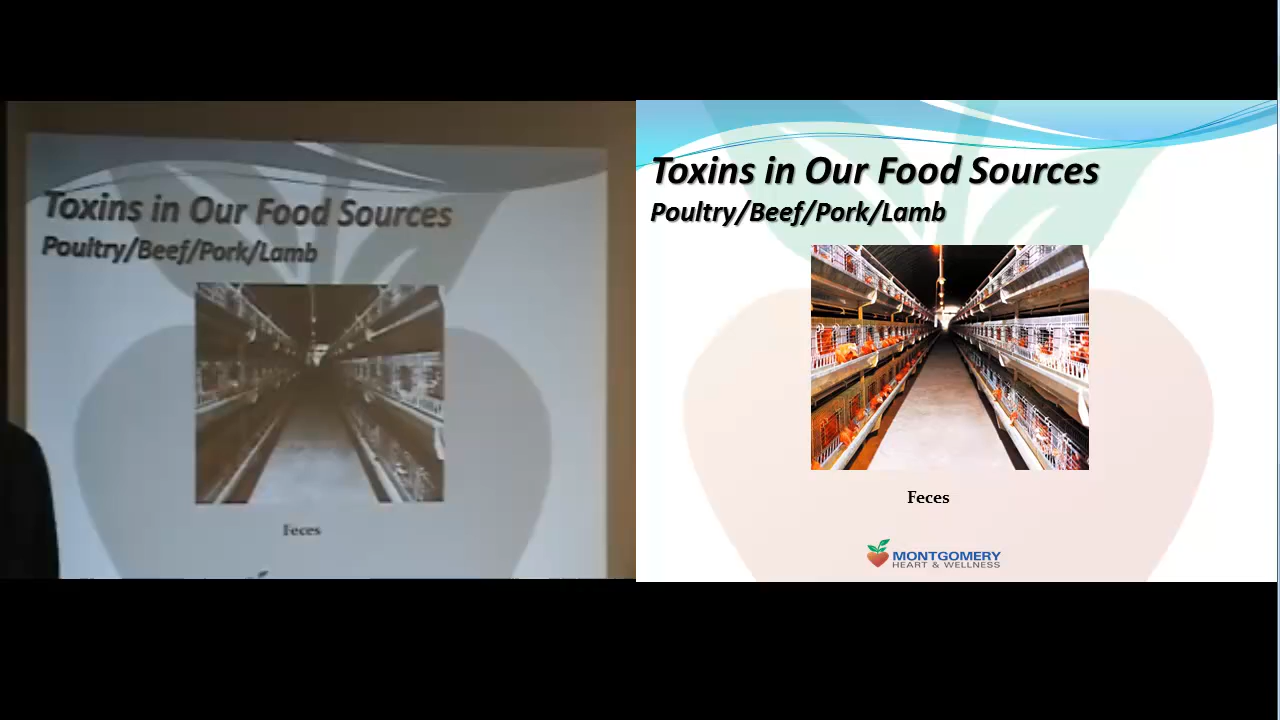 Toxins in Our Food Sources
Poultry/Beef/Pork/Lamb
Feces
Toxins in Our Food Sources
Poultry/Beef/Pork/Lamb
Feces
MONTGOMERY
HEART & WELLNESS